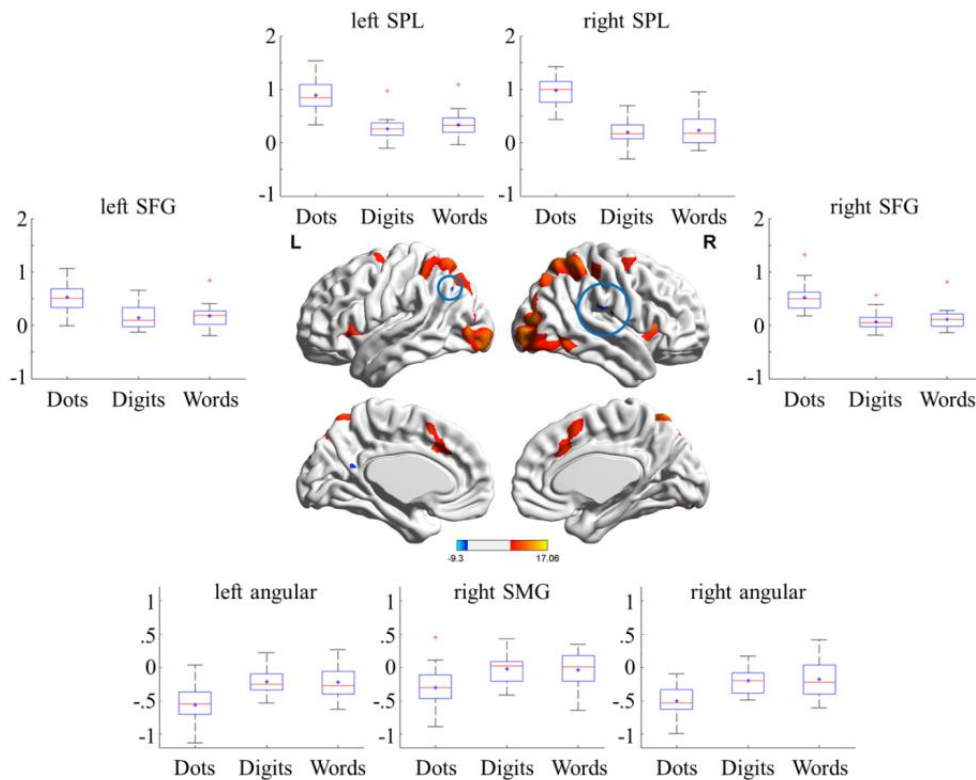 left SPL
2
1
0
-1
Dots Digits Words
right SPL
2
1
0
-1
Dots Digits Words
left SFG
2
1
0
-1
Dots Digits Words
L
R
right SFG
2
1
0
-1
Dots Digits Words
-9.3 17.06
left angular
1
.5
0
-.5
-1
Dots Digits Words
right SMG
1
.5
0
-.5
-1
Dots Digits Words
right angular
1
.5
0
-.5
-1
Dots Digits Words